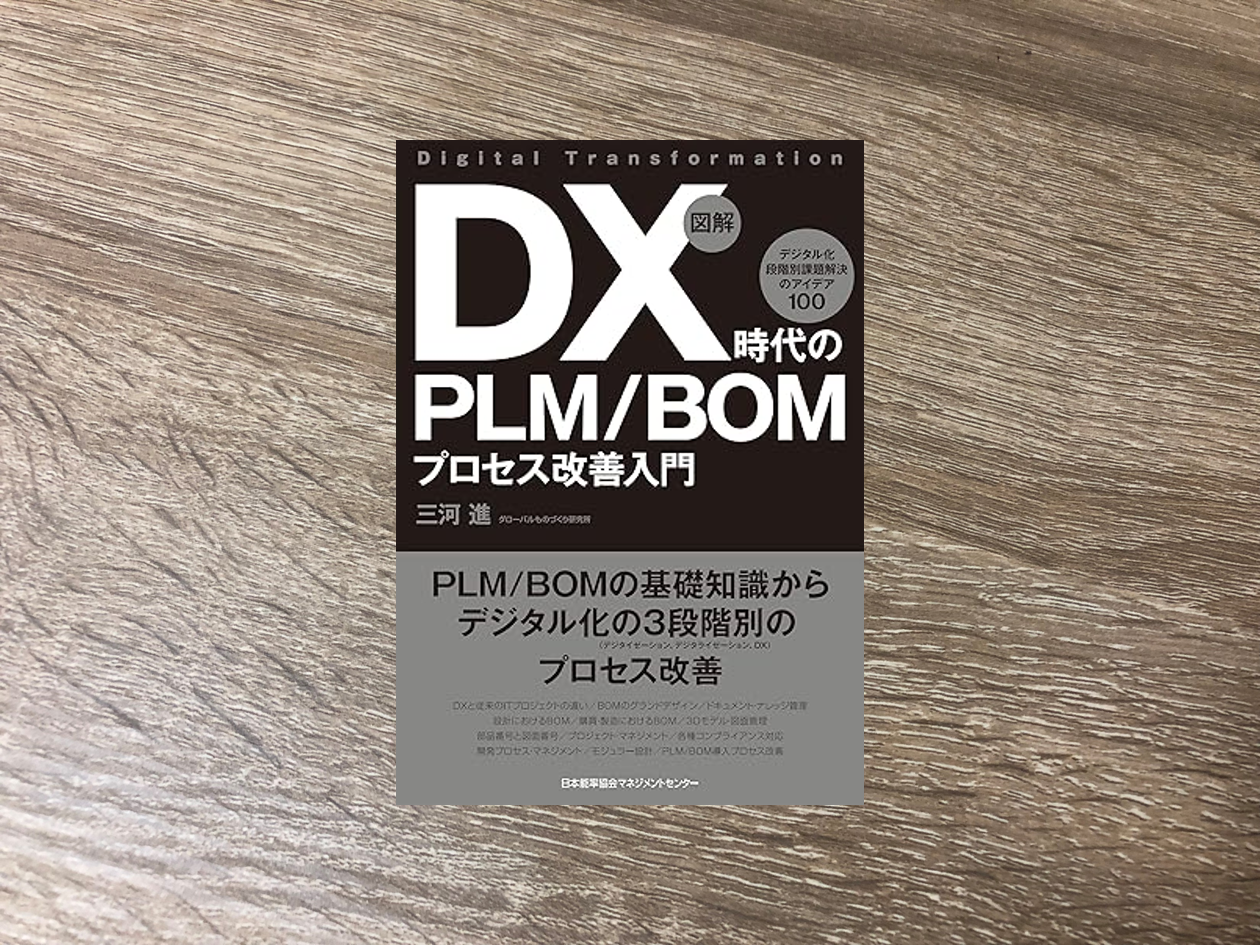 Digital Transformation
DX
図解
デジタル化
段階別課題解決
のアイデア
100
時代の
PLM/BOM
プロセス改善入門
三河 進 グローバルものづくり研究所
PLM/BOMの基礎知識から
デジタル化の3段階別の
(デジタイゼーション、デジタライゼーション、DX)
プロセス改善
DXと従来のITプロジェクトの違い/BOMのグランドデザイン/ドキュメント・ナレッジ管理
設計におけるBOM/購買・製造におけるBOM/3Dモデル・図面管理
部品番号と図面番号/プロジェクト・マネジメント/各種コンプライアンス対応
開発プロセス・マネジメント/モジュラー設計/PLM/BOM導入プロセス改善
日本能率協会マネジメントセンター